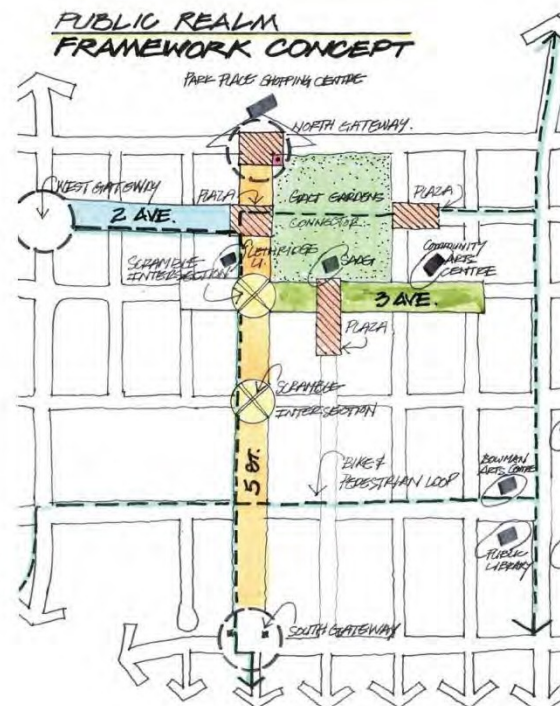 PUBLIC REALM
FRAMEWORK CONCEPT
PARK PLACE SHOPPING CENTRE
NORTH GATEWAY.
WEST GATEWAY
PLAZA
GALT GARDENS
CONNECTOR
PLAZA
2 AVE.
SCRAMBLE
INTERSECTION
SAAG
COMMUNITY
ARTS
CENTRE
3 AVE.
PLAZA
SCRAMBLE
INTERSECTION
5 ST.
BIKE &
PEDESTRIAN LOOP
BOWMAN
ARTS CENTRE
PUBLIC
LIBRARY
SOUTH GATEWAY